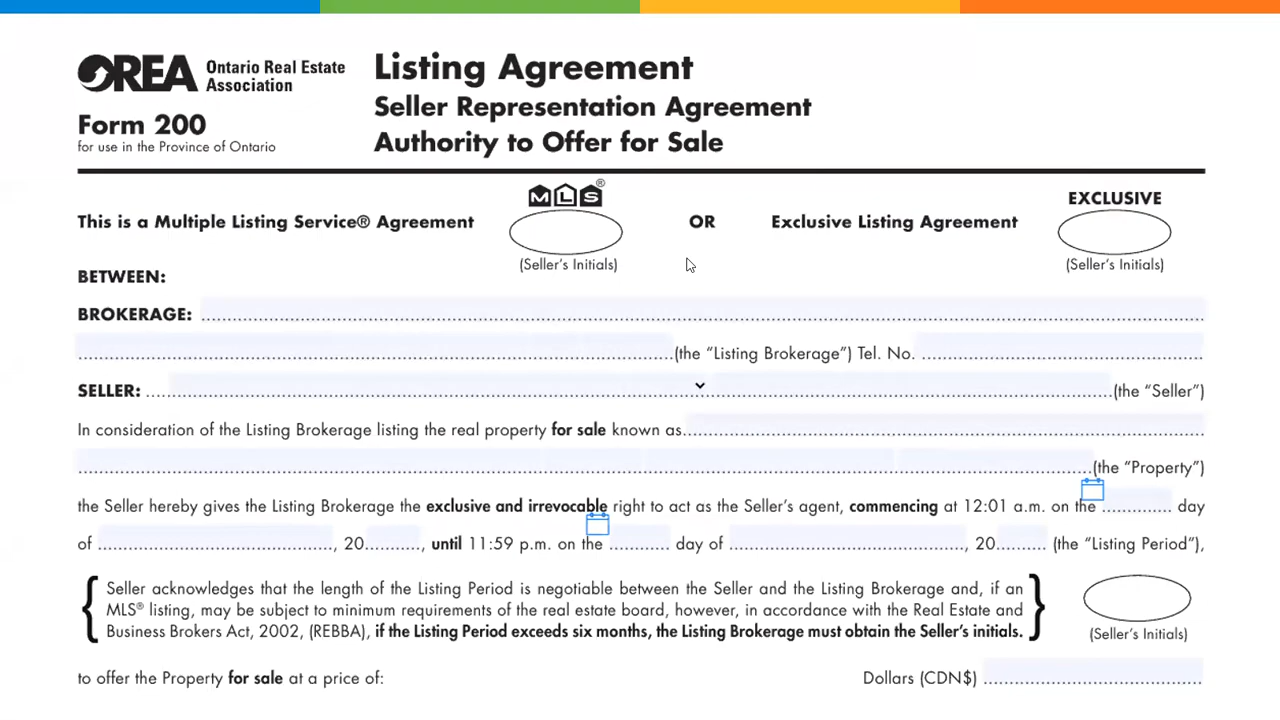 OREA Ontario Real Estate Association
Form 200
for use in the Province of Ontario
Listing Agreement
Seller Representation Agreement
Authority to Offer for Sale
MLS®
EXCLUSIVE
This is a Multiple Listing Service® Agreement OR Exclusive Listing Agreement
(Seller's Initials) (Seller's Initials)
BETWEEN:
BROKERAGE:
(the “Listing Brokerage”) Tel. No.
SELLER: (the “Seller”)
In consideration of the Listing Brokerage listing the real property for sale known as
(the “Property”)
the Seller hereby gives the Listing Brokerage the exclusive and irrevocable right to act as the Seller's agent, commencing at 12:01 a.m. on the day
of , 20 , until 11:59 p.m. on the day of , 20 (the “Listing Period”),
Seller acknowledges that the length of the Listing Period is negotiable between the Seller and the Listing Brokerage and, if an
MLS® listing, may be subject to minimum requirements of the real estate board, however, in accordance with the Real Estate and
Business Brokers Act, 2002, (REBBA), if the Listing Period exceeds six months, the Listing Brokerage must obtain the Seller's initials.
(Seller's Initials)
to offer the Property for sale at a price of: Dollars (CDN$)